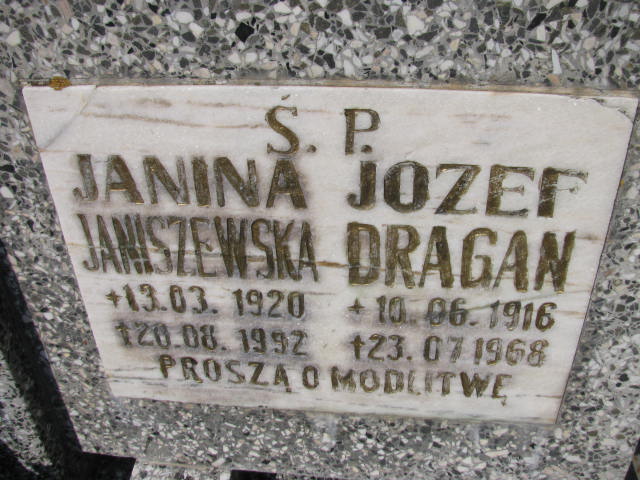 Ś. P.
JANINA JOZEF
JANISZEWSKA DRAGAN
+13.03. 1920 + 10.06.1916
†20.08.1992 †23.07.1968
PROSZĄ O MODLITWĘ